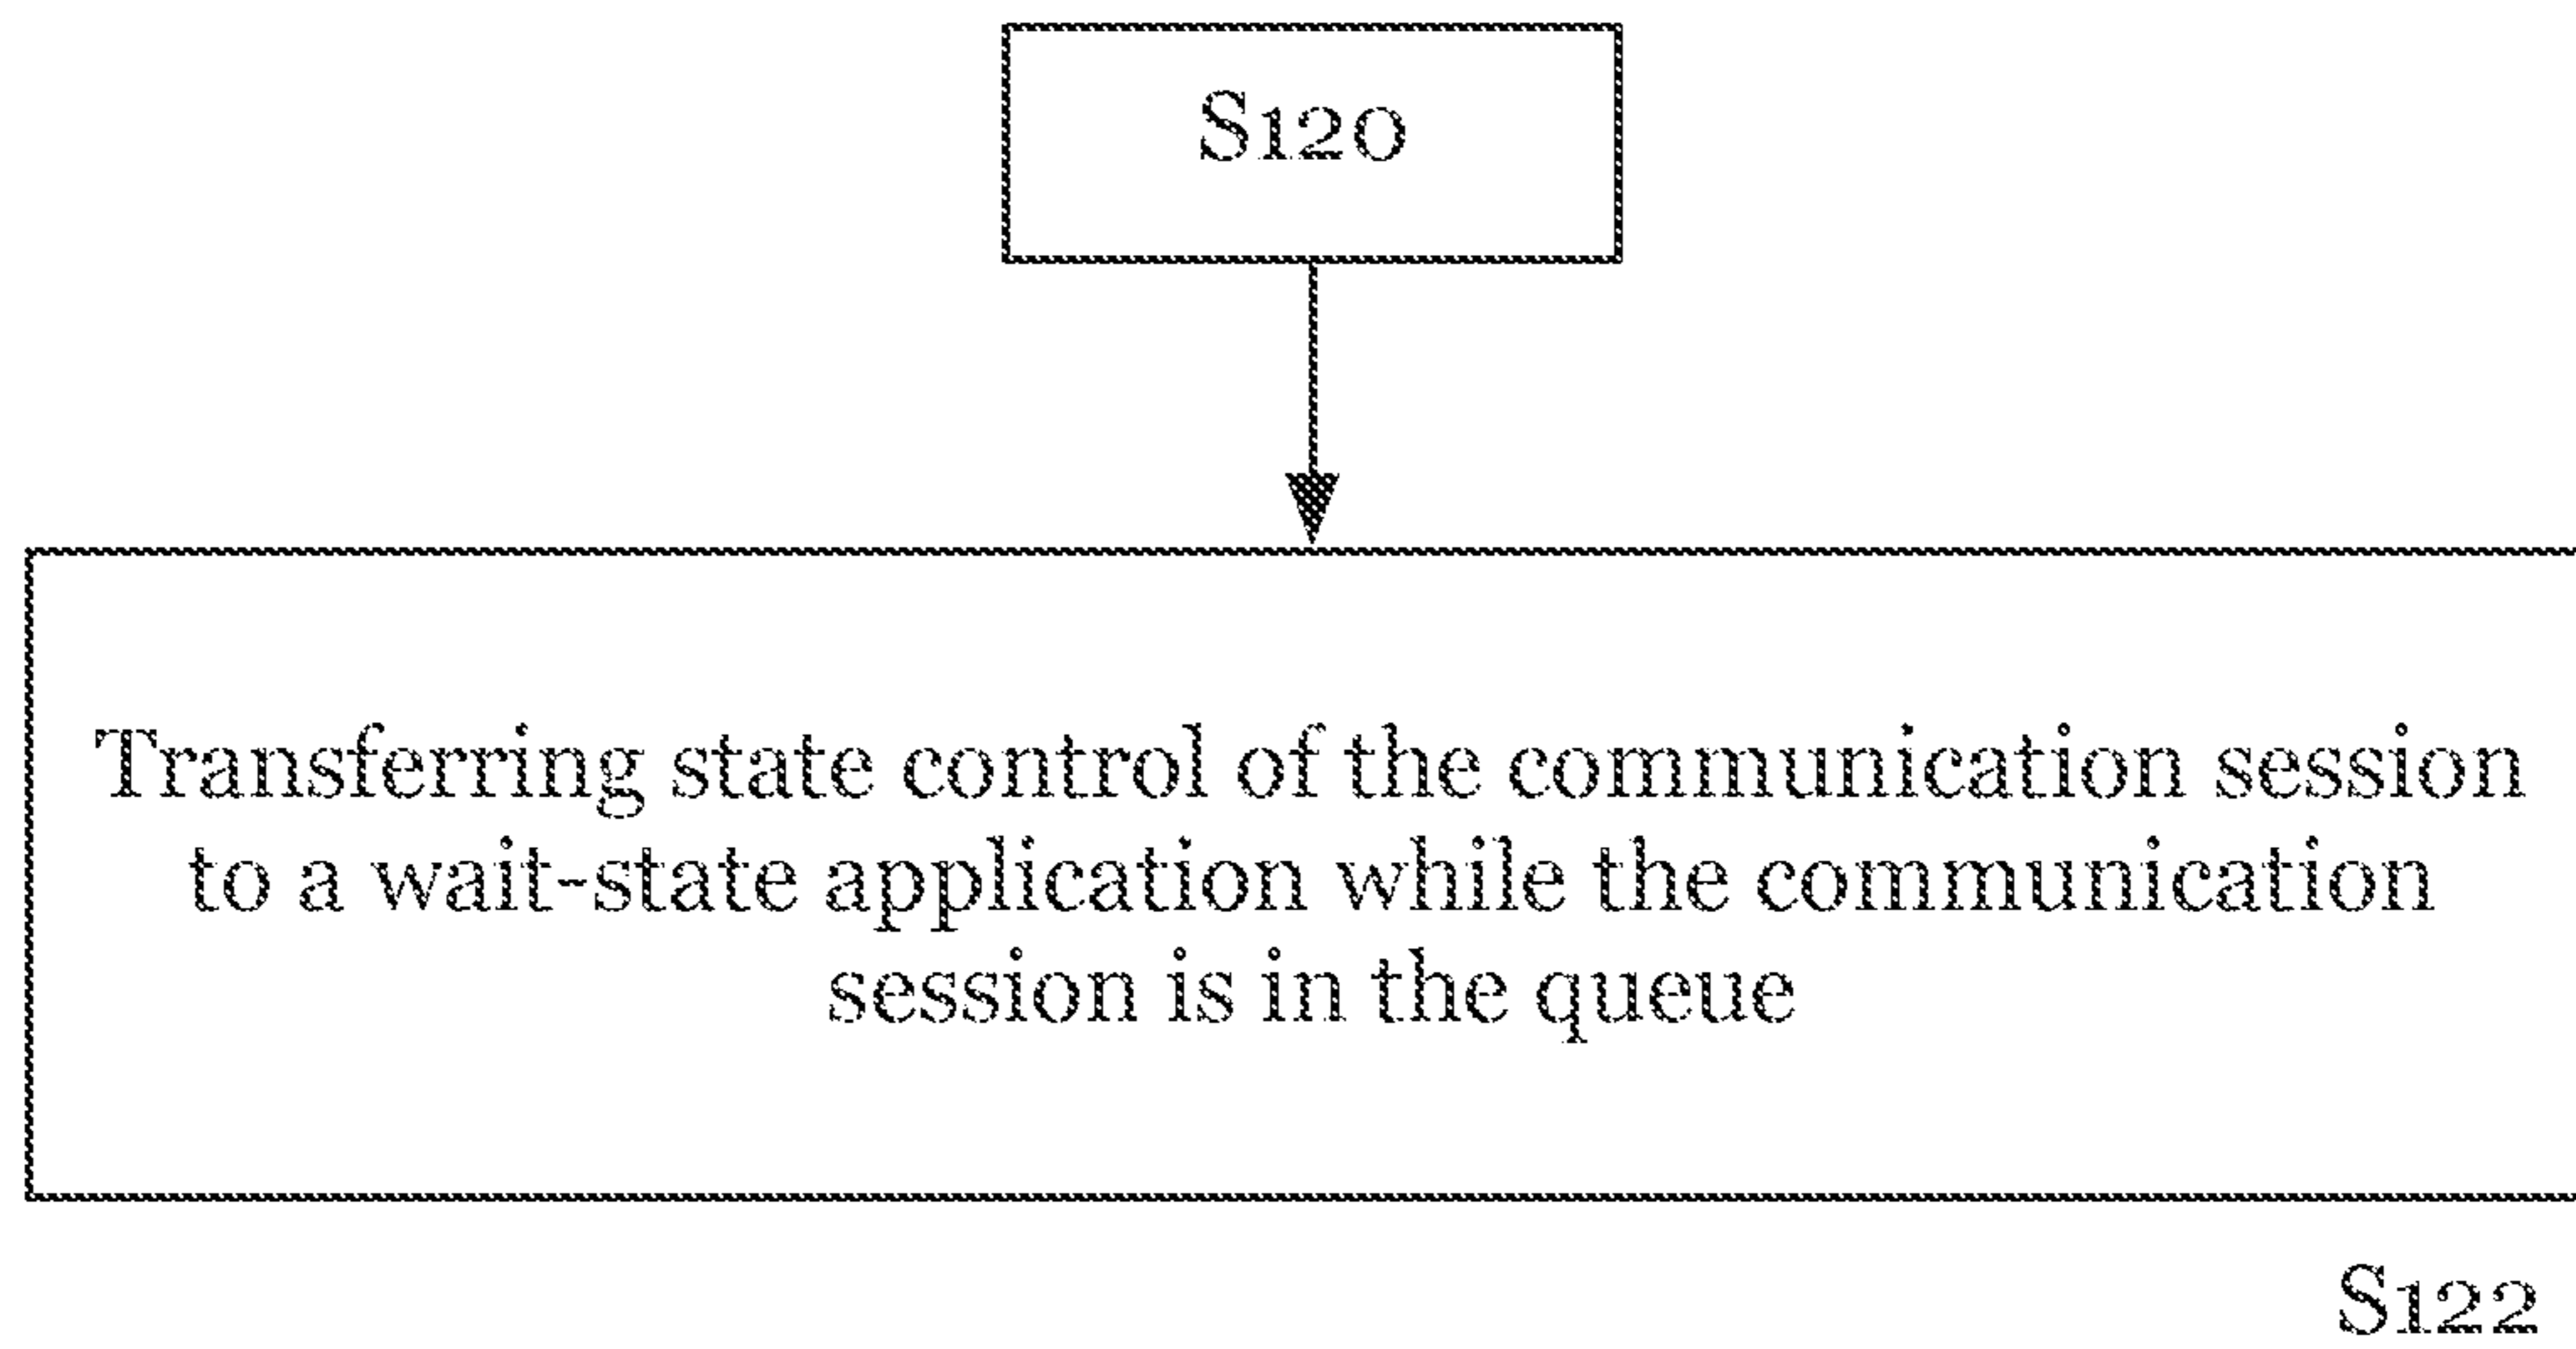 S120
Transferring state control of the communication session
to a wait-state application while the communication
session is in the queue
S122